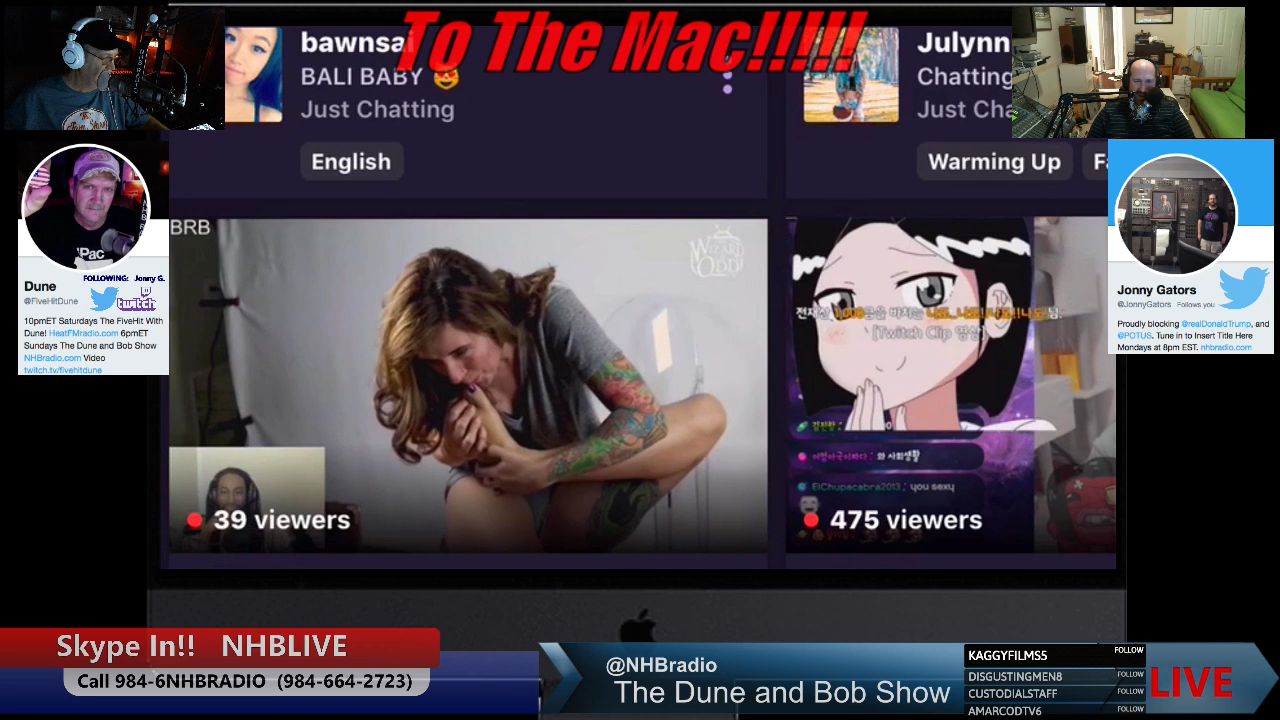 To The Mac!!!!!
bawnsai
BALI BABY
Just Chatting
English
Julynn
Chatting
Just Cha
Warming Up
Fa
BRB
WIZARD
ODD
39 viewers
[Twitch Clip 영상]
ElChupacabra2013 : you sexy
475 viewers
Dune
@FiveHitDune
FOLLOWING: Jonny G.
twitch
10pmET Saturdays The FiveHit With
Dune! HeatFMradio.com 6pmET
Sundays The Dune and Bob Show
NHBradio.com Video
twitch.tv/fivehitdune
Jonny Gators
@JonnyGators Follows you
Proudly blocking @realDonaldTrump, and
@POTUS. Tune in to Insert Title Here
Mondays at 8pm EST. nhbradio.com
Skype In!! NHBLIVE
Call 984-6NHBRADIO (984-664-2723)
@NHBradio
The Dune and Bob Show
KAGGYFILMS5 FOLLOW
DISGUSTINGMEN8 FOLLOW
CUSTODIALSTAFF FOLLOW
AMARCODTV6 FOLLOW
LIVE